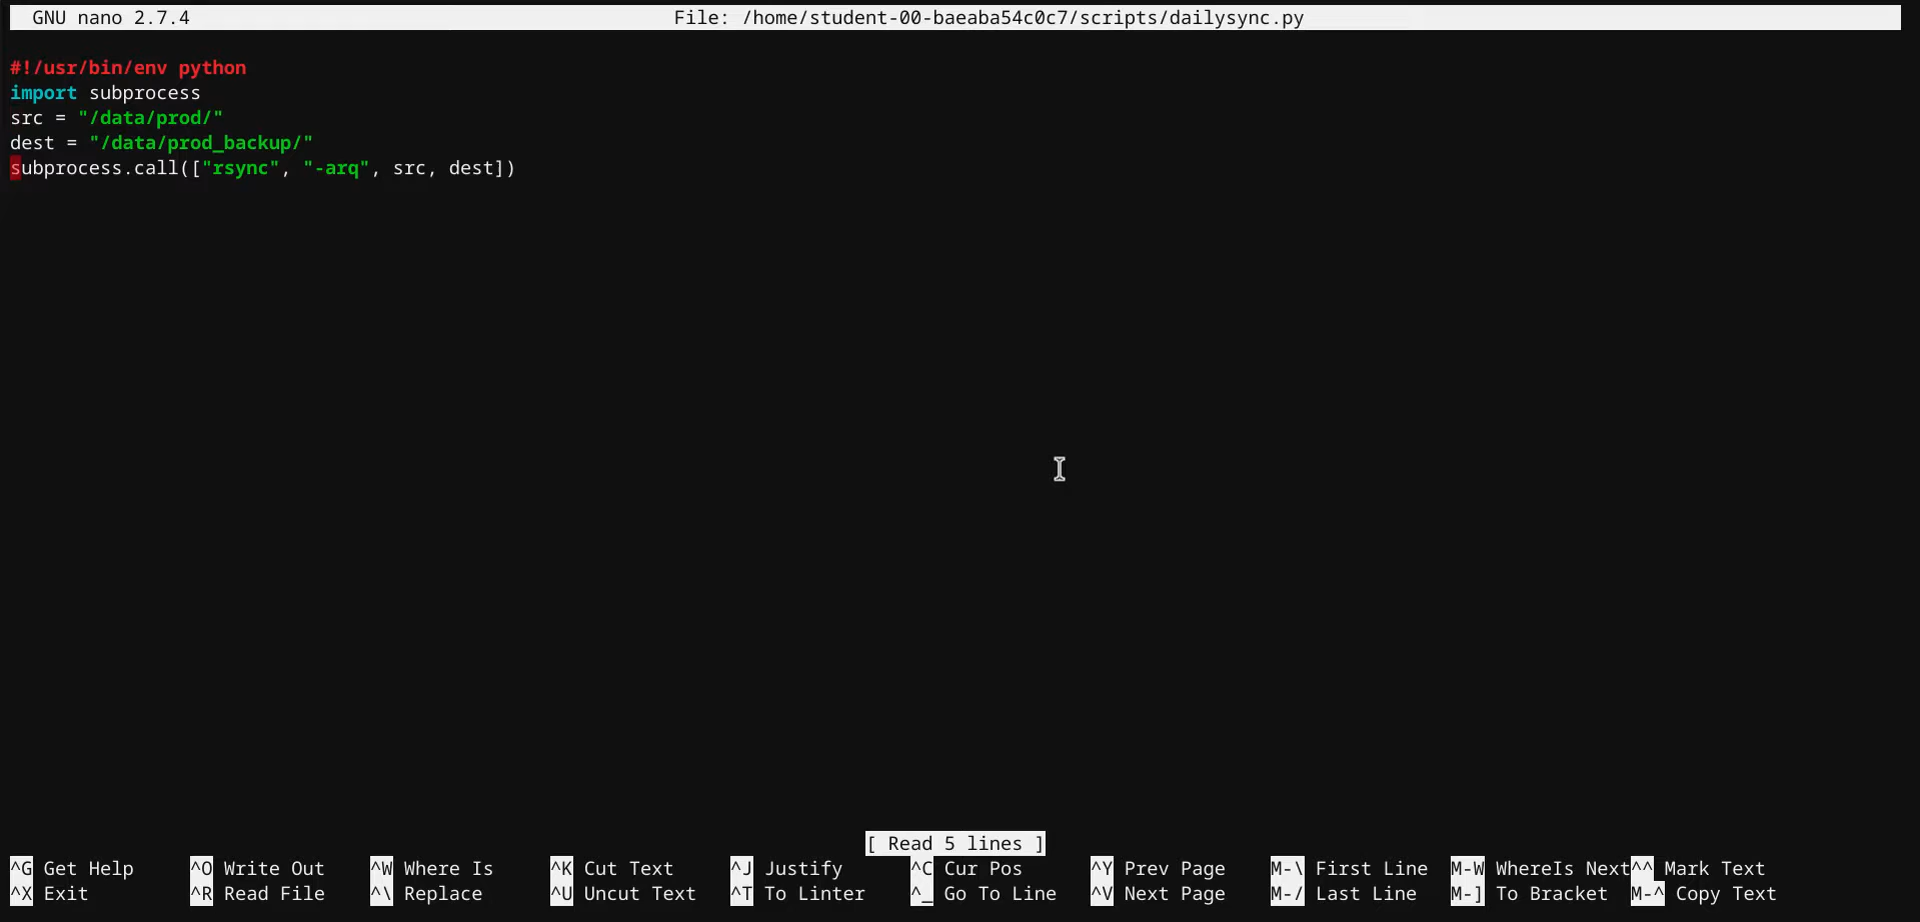 GNU nano 2.7.4 File: /home/student-00-baeaba54c0c7/scripts/dailysync.py
#!/usr/bin/env python
import subprocess
src = "/data/prod/"
dest = "/data/prod_backup/"
subprocess.call(["rsync", "-arq", src, dest])
[ Read 5 lines ]
^G Get Help ^O Write Out ^W Where Is ^K Cut Text ^J Justify ^C Cur Pos ^Y Prev Page M-\ First Line M-W WhereIs Next ^^ Mark Text
^X Exit ^R Read File ^\ Replace ^U Uncut Text ^T To Linter ^_ Go To Line ^V Next Page M-/ Last Line M-] To Bracket M-^ Copy Text